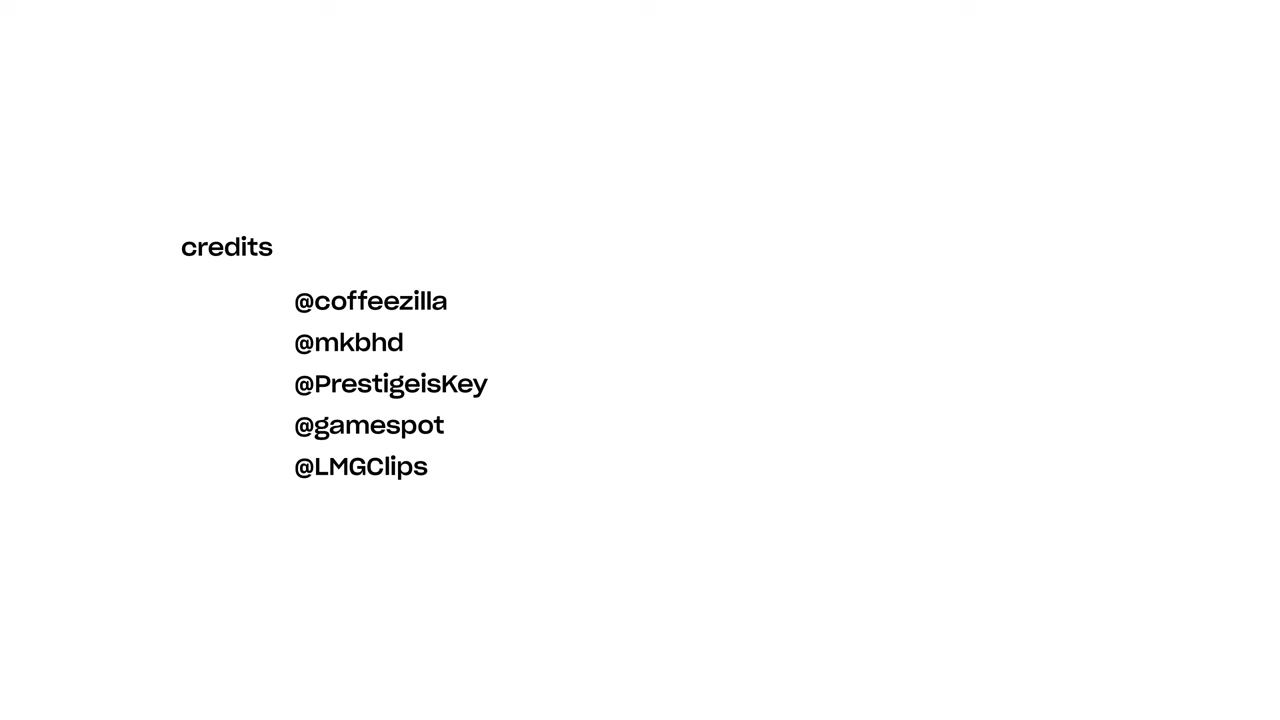 credits
@coffeezilla
@mkbhd
@PrestigeisKey
@gamespot
@LMGClips